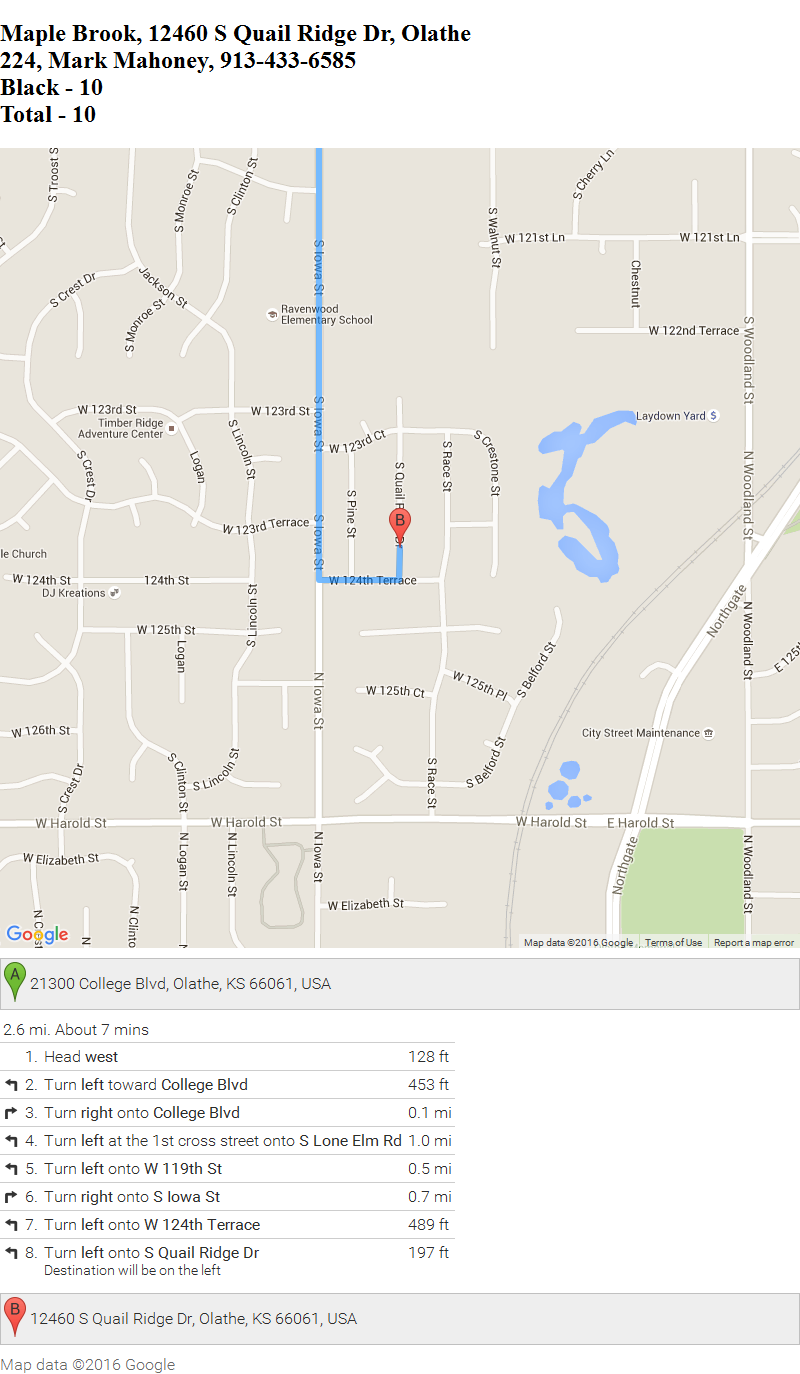 Maple Brook, 12460 S Quail Ridge Dr, Olathe
224, Mark Mahoney, 913-433-6585
Black - 10
Total - 10
S Troost S
S Monroe St
S Clinton St
S Cherry Ln
S Walnut St
W 121st Ln
W 121st Ln
S Iowa St
Chestnut
S Crest Dr
Jackson St
S Monroe St
Ravenwood
Elementary School
W 122nd Terrace
S Woodland St
W 123rd St
W 123rd St
S Iowa St
Timber Ridge
Adventure Center
Laydown Yard
S Lincoln St
W 123rd Ct
S Crestone St
S Race St
Logan
S Crest Dr
S Quail R
Dr
S Pine St
N Woodland St
B
W 123rd Terrace
S Iowa St
le Church
W 124th St
124th St
W 124th Terrace
DJ Kreations
S Lincoln St
Northgate
N Woodland St
W 125th St
Logan
E 125th
S Belford St
W 125th Pl
W 125th Ct
N Iowa St
W 126th St
City Street Maintenance
S Clinton St
S Lincoln St
S Crest Dr
S Race St
S Belford St
W Harold St
W Harold St
W Harold St
E Harold St
N Logan St
N Lincoln St
N Iowa St
Northgate
N Woodland St
W Elizabeth St
W Elizabeth St
N Crest
N
N Clinto
N
Google
Map data ©2016 Google
Terms of Use
Report a map error
A
21300 College Blvd, Olathe, KS 66061, USA
2.6 mi. About 7 mins
1. Head west 128 ft
2. Turn left toward College Blvd 453 ft
3. Turn right onto College Blvd 0.1 mi
4. Turn left at the 1st cross street onto S Lone Elm Rd 1.0 mi
5. Turn left onto W 119th St 0.5 mi
6. Turn right onto S Iowa St 0.7 mi
7. Turn left onto W 124th Terrace 489 ft
8. Turn left onto S Quail Ridge Dr 197 ft
Destination will be on the left
B
12460 S Quail Ridge Dr, Olathe, KS 66061, USA
Map data ©2016 Google